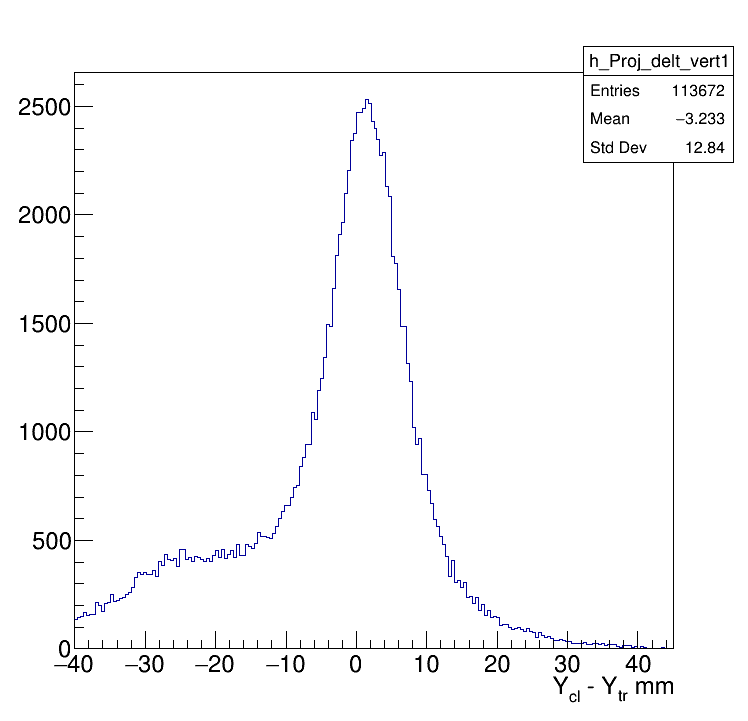 h_Proj_delt_vert1
Entries 113672
Mean −3.233
Std Dev 12.84
2500
2000
1500
1000
500
0
−40 −30 −20 −10 0 10 20 30 40
Ycl - Ytr mm